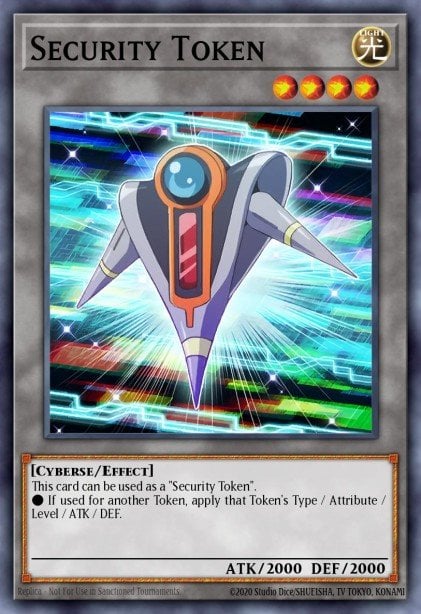 SECURITY TOKEN
LIGHT
光
[CYBERSE/EFFECT]
This card can be used as a "Security Token".
● If used for another Token, apply that Token's Type / Attribute /
Level / ATK / DEF.
ATK/2000 DEF/2000
Replica - Not For Use in Sanctioned Tournaments.
©2020 Studio Dice/SHUEISHA, TV TOKYO, KONAMI